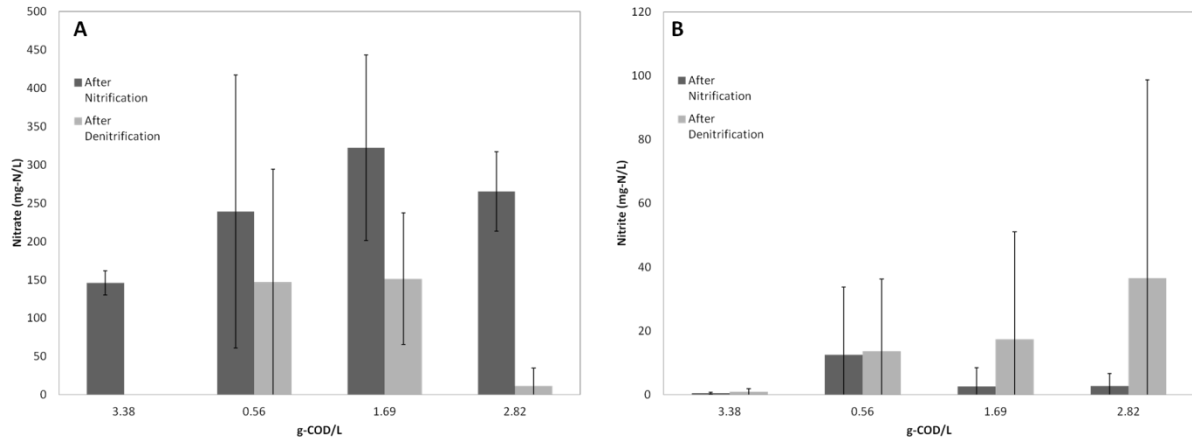 A
500
450
400
350
300
250
200
150
100
50
0
Nitrate (mg-N/L)
After
Nitrification
After
Denitrification
3.38 0.56 1.69 2.82
g-COD/L
B
120
100
80
60
40
20
0
Nitrite (mg-N/L)
After
Nitrification
After
Denitrification
3.38 0.56 1.69 2.82
g-COD/L